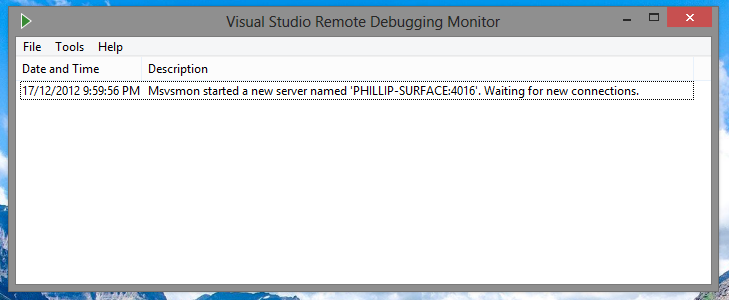 Visual Studio Remote Debugging Monitor
File Tools Help
Date and Time Description
17/12/2012 9:59:56 PM Msvsmon started a new server named 'PHILLIP-SURFACE:4016'. Waiting for new connections.